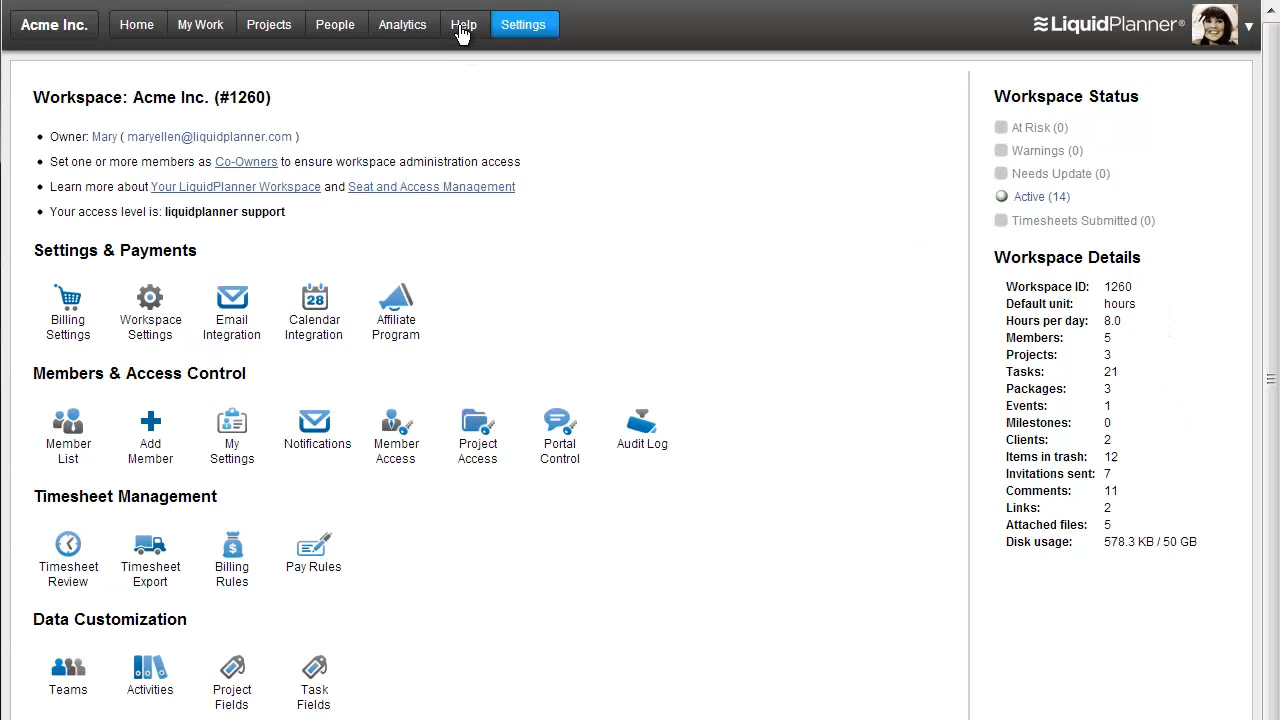 Acme Inc.
Home
My Work
Projects
People
Analytics
Help
Settings
LiquidPlanner®
Workspace: Acme Inc. (#1260)
Owner: Mary ( maryellen@liquidplanner.com )
Set one or more members as Co-Owners to ensure workspace administration access
Learn more about Your LiquidPlanner Workspace and Seat and Access Management
Your access level is: liquidplanner support
Settings & Payments
Billing
Settings
Workspace
Settings
Email
Integration
28
Calendar
Integration
Affiliate
Program
Members & Access Control
Member
List
Add
Member
My
Settings
Notifications
Member
Access
Project
Access
Portal
Control
Audit Log
Timesheet Management
Timesheet
Review
Timesheet
Export
$
Billing
Rules
Pay Rules
Data Customization
Teams
Activities
Project
Fields
Task
Fields
Workspace Status
At Risk (0)
Warnings (0)
Needs Update (0)
Active (14)
Timesheets Submitted (0)
Workspace Details
Workspace ID: 1260
Default unit: hours
Hours per day: 8.0
Members: 5
Projects: 3
Tasks: 21
Packages: 3
Events: 1
Milestones: 0
Clients: 2
Items in trash: 12
Invitations sent: 7
Comments: 11
Links: 2
Attached files: 5
Disk usage: 578.3 KB / 50 GB